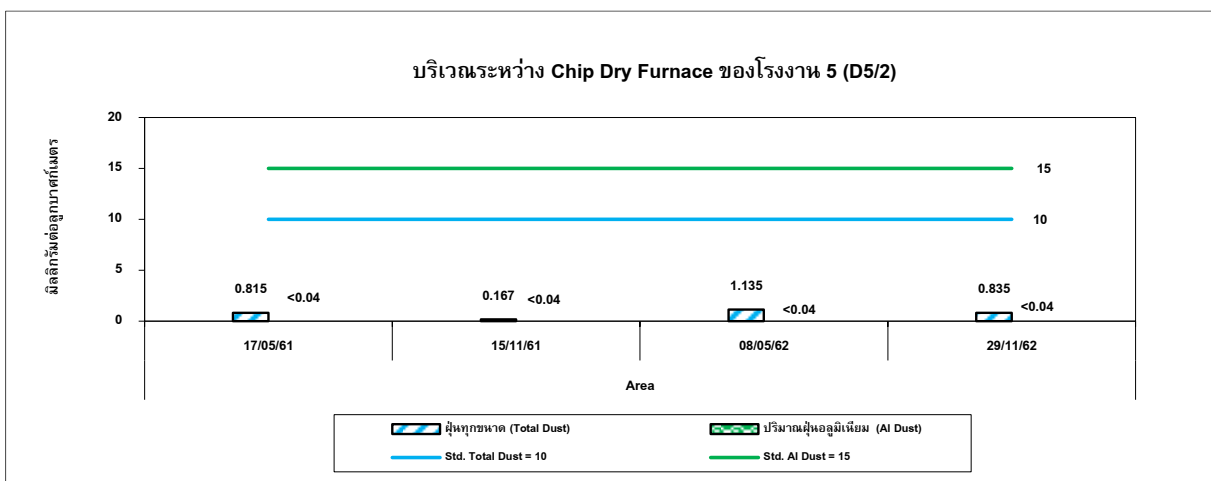 บริเวณระหว่าง Chip Dry Furnace ของโรงงาน 5 (D5/2)
มิลลิกรัมต่อลูกบาศก์เมตร
20
15
10
5
0
15
10
0.815
<0.04
0.167
<0.04
1.135
<0.04
0.835
<0.04
17/05/61
15/11/61
08/05/62
29/11/62
Area
ฝุ่นทุกขนาด (Total Dust)
ปริมาณฝุ่นอลูมิเนียม (Al Dust)
Std. Total Dust = 10
Std. Al Dust = 15